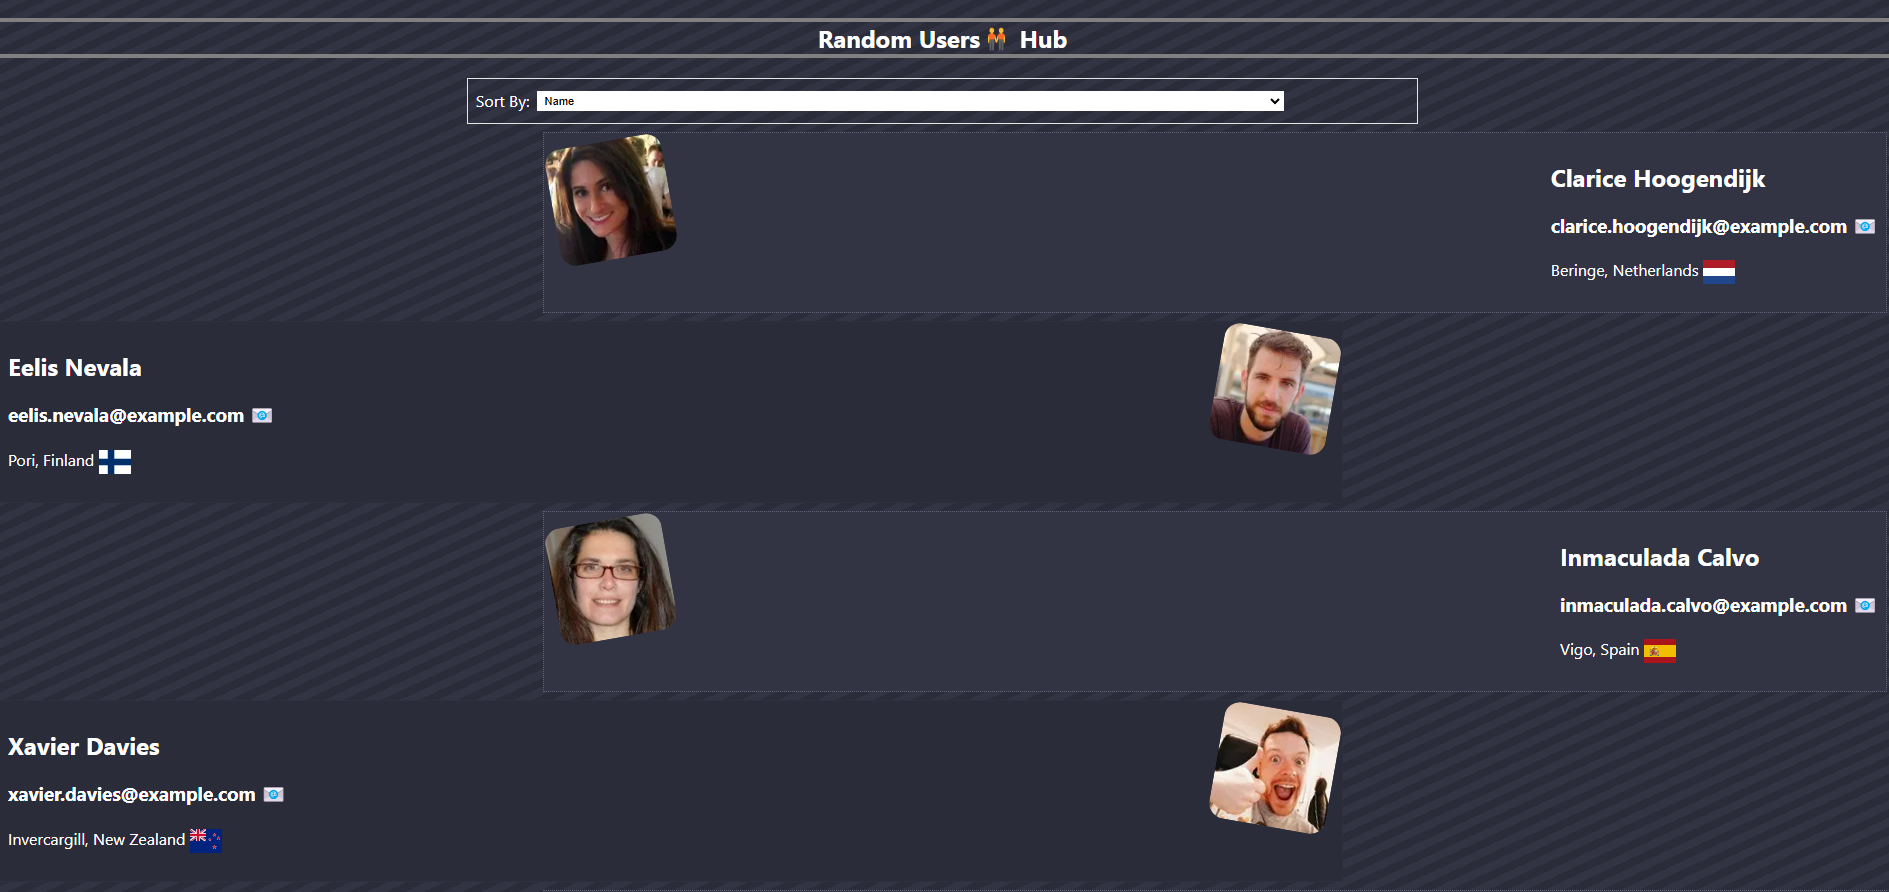 Random Users🧑‍🤝‍🧑 Hub
Sort By: Name
Clarice Hoogendijk
clarice.hoogendijk@example.com 📧
Beringe, Netherlands
Eelis Nevala
eelis.nevala@example.com 📧
Pori, Finland
Inmaculada Calvo
inmaculada.calvo@example.com 📧
Vigo, Spain
Xavier Davies
xavier.davies@example.com 📧
Invercargill, New Zealand